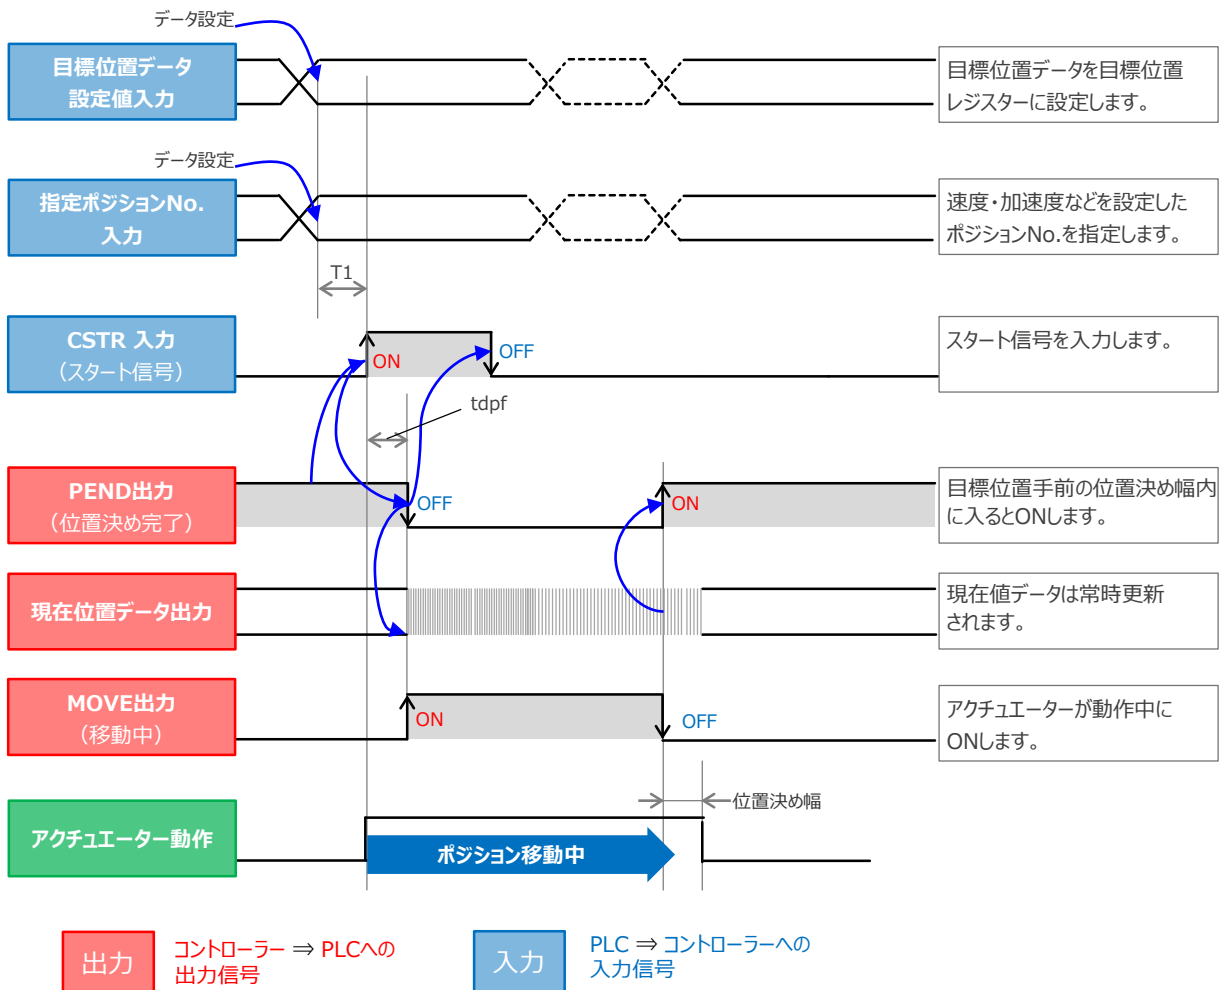 データ設定
目標位置データ
設定値入力
目標位置データを目標位置
レジスターに設定します。
データ設定
指定ポジションNo.
入力
速度・加速度などを設定した
ポジションNo.を指定します。
T1
CSTR 入力
（スタート信号）
ON
OFF
スタート信号を入力します。
tdpf
PEND出力
（位置決め完了）
OFF
ON
目標位置手前の位置決め幅内
に入るとONします。
現在位置データ出力
現在値データは常時更新
されます。
MOVE出力
（移動中）
ON
OFF
アクチュエーターが動作中に
ONします。
位置決め幅
アクチュエーター動作
ポジション移動中
出力
コントローラー ⇒ PLCへの
出力信号
入力
PLC ⇒ コントローラーへの
入力信号